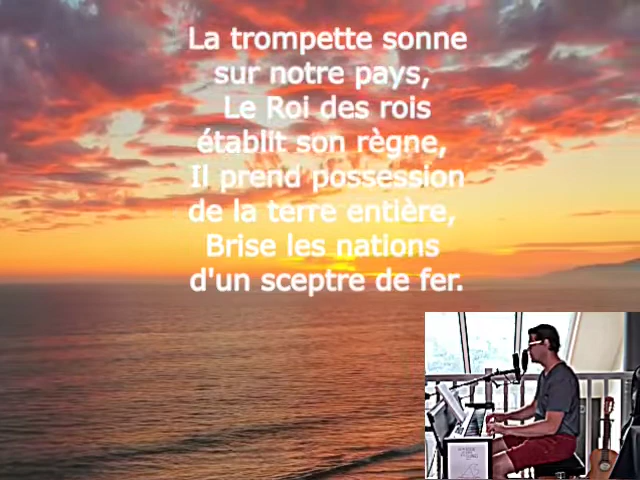 La trompette sonne
sur notre pays,
Le Roi des rois
établit son règne,
Il prend possession
de la terre entière,
Brise les nations
d'un sceptre de fer.